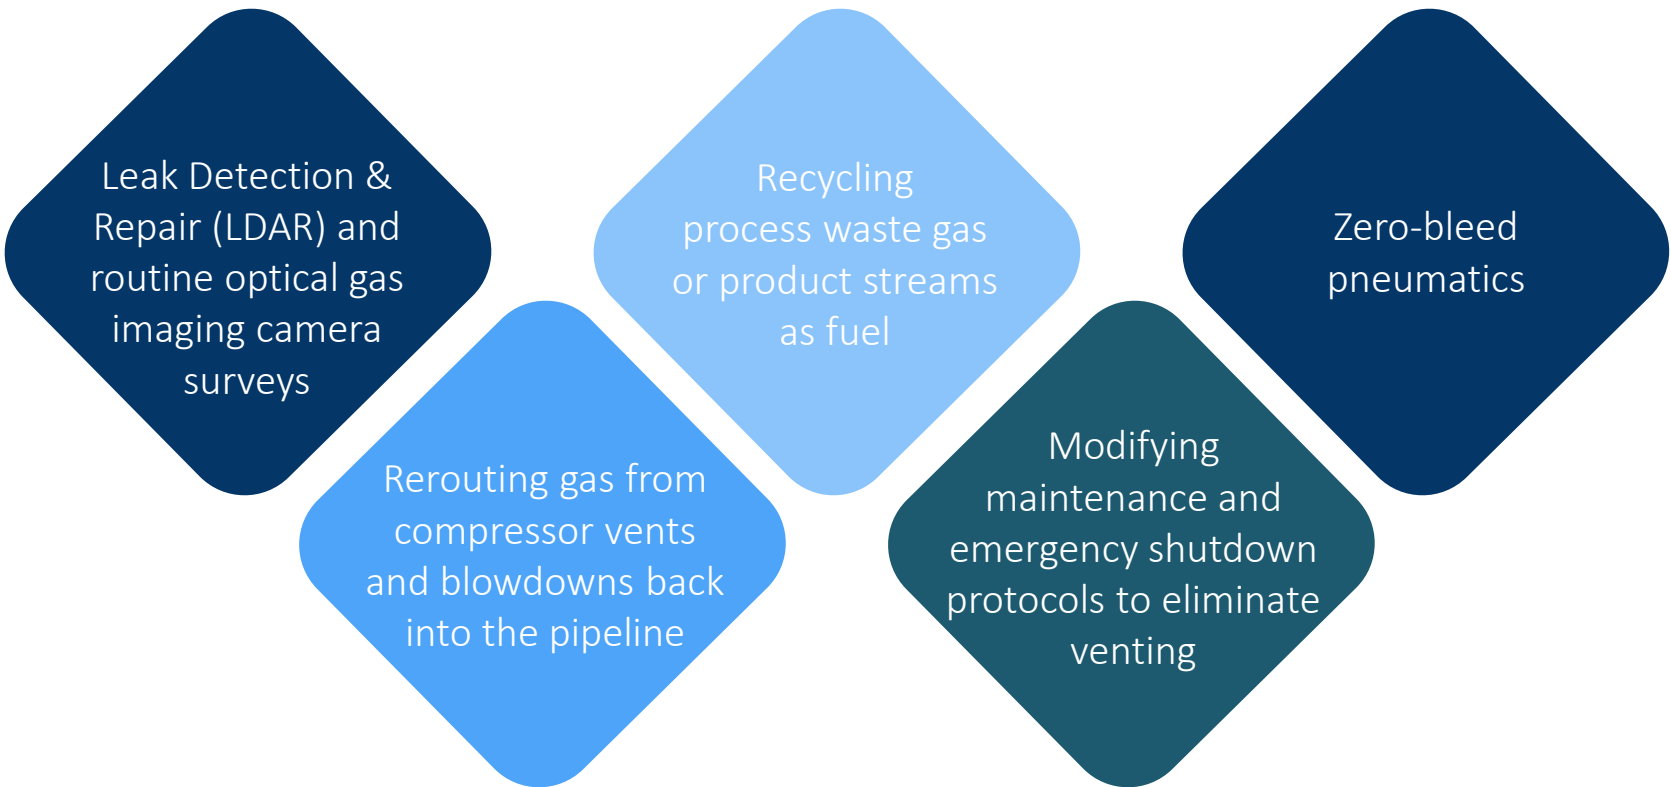 Leak Detection &
Repair (LDAR) and
routine optical gas
imaging camera
surveys
Rerouting gas from
compressor vents
and blowdowns back
into the pipeline
Recycling
process waste gas
or product streams
as fuel
Modifying
maintenance and
emergency shutdown
protocols to eliminate
venting
Zero-bleed
pneumatics